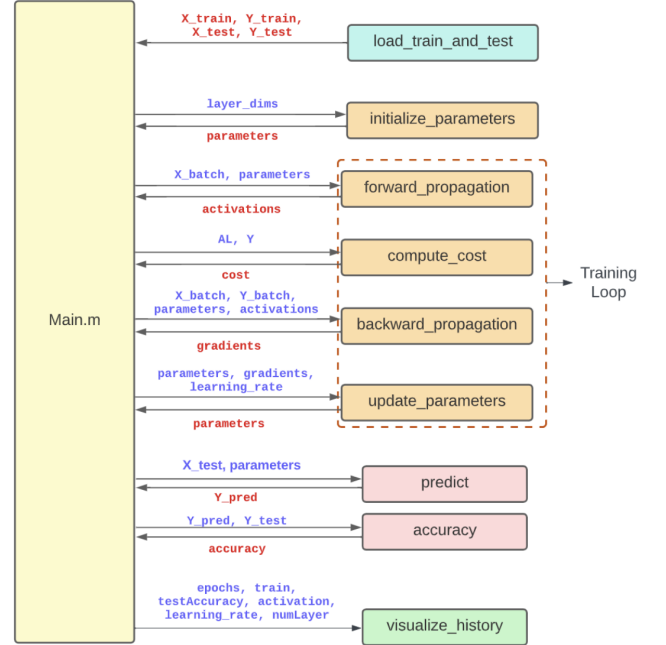 X_train, Y_train,
X_test, Y_test
load_train_and_test
layer_dims
initialize_parameters
parameters
X_batch, parameters
forward_propagation
activations
AL, Y
compute_cost
cost
Training
Loop
X_batch, Y_batch,
parameters, activations
Main.m
backward_propagation
gradients
parameters, gradients,
learning_rate
update_parameters
parameters
X_test, parameters
predict
Y_pred
Y_pred, Y_test
accuracy
accuracy
epochs, train,
testAccuracy, activation,
learning_rate, numLayer
visualize_history